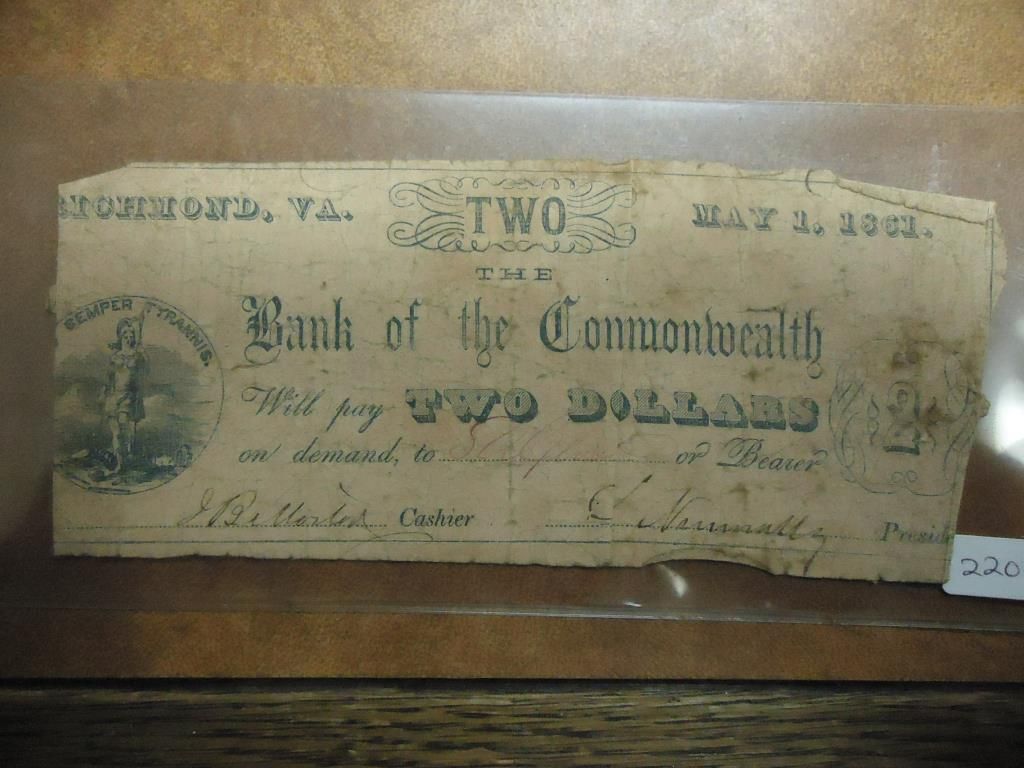 RICHMOND, VA. TWO MAY 1, 1861.
THE
Bank of the Commonwealth
SEMPER TYRANNIS.
Will pay TWO DOLLARS
2
on demand, to or Bearer
Cashier Presid
220